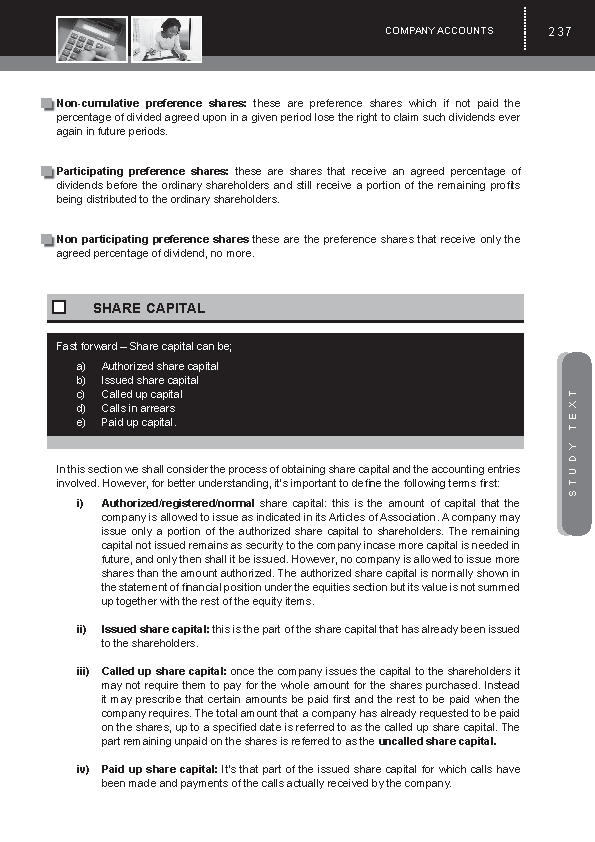 COMPANY ACCOUNTS
237
Non-cumulative preference shares: these are preference shares which if not paid the
percentage of divided agreed upon in a given period lose the right to claim such dividends ever
again in future periods.
Participating preference shares: these are shares that receive an agreed percentage of
dividends before the ordinary shareholders and still receive a portion of the remaining profits
being distributed to the ordinary shareholders.
Non participating preference shares these are the preference shares that receive only the
agreed percentage of dividend, no more.
SHARE CAPITAL
Fast forward – Share capital can be;
a) Authorized share capital
b) Issued share capital
c) Called up capital
d) Calls in arrears
e) Paid up capital.
In this section we shall consider the process of obtaining share capital and the accounting entries
involved. However, for better understanding, it's important to define the following terms first:
i) Authorized/registered/normal share capital: this is the amount of capital that the
company is allowed to issue as indicated in its Articles of Association. A company may
issue only a portion of the authorized share capital to shareholders. The remaining
capital not issued remains as security to the company incase more capital is needed in
future, and only then shall it be issued. However, no company is allowed to issue more
shares than the amount authorized. The authorized share capital is normally shown in
the statement of financial position under the equities section but its value is not summed
up together with the rest of the equity items.
ii) Issued share capital: this is the part of the share capital that has already been issued
to the shareholders.
iii) Called up share capital: once the company issues the capital to the shareholders it
may not require them to pay for the whole amount for the shares purchased. Instead
it may prescribe that certain amounts be paid first and the rest to be paid when the
company requires. The total amount that a company has already requested to be paid
on the shares, up to a specified date is referred to as the called up share capital. The
part remaining unpaid on the shares is referred to as the uncalled share capital.
iv) Paid up share capital: It's that part of the issued share capital for which calls have
been made and payments of the calls actually received by the company.
STUDY TEXT